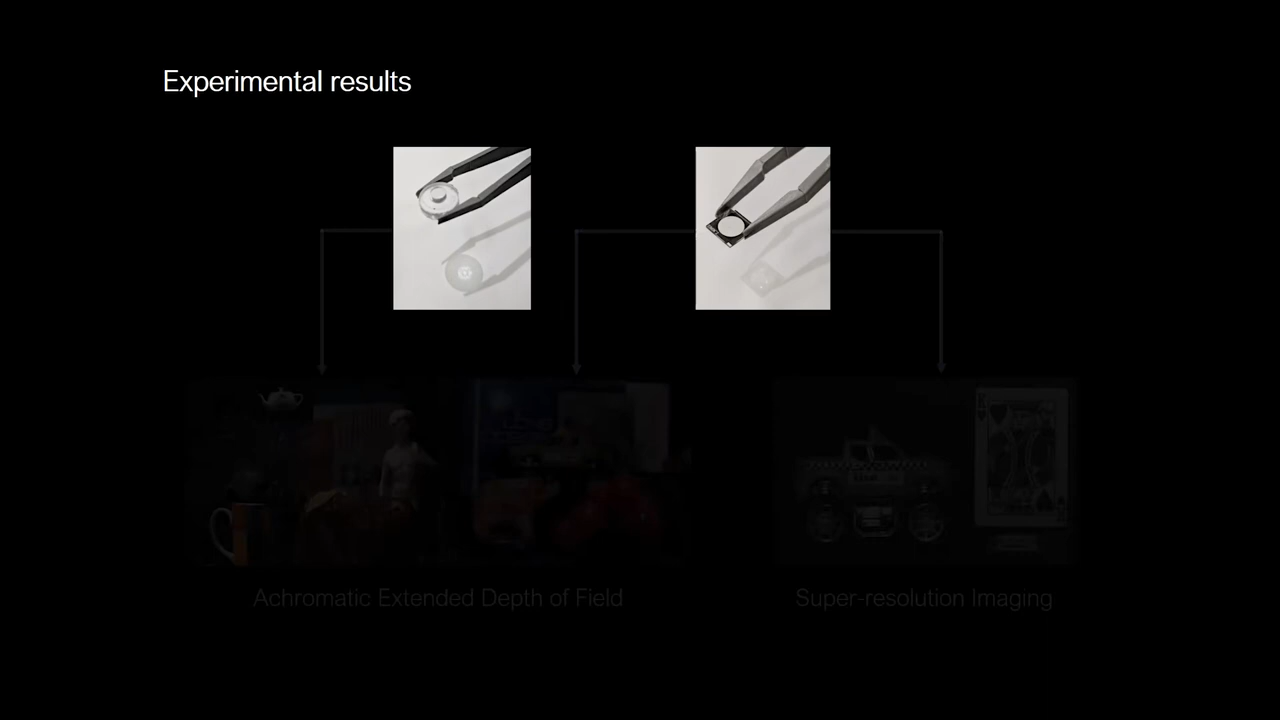 Experimental results
Achromatic Extended Depth of Field
Super-resolution Imaging